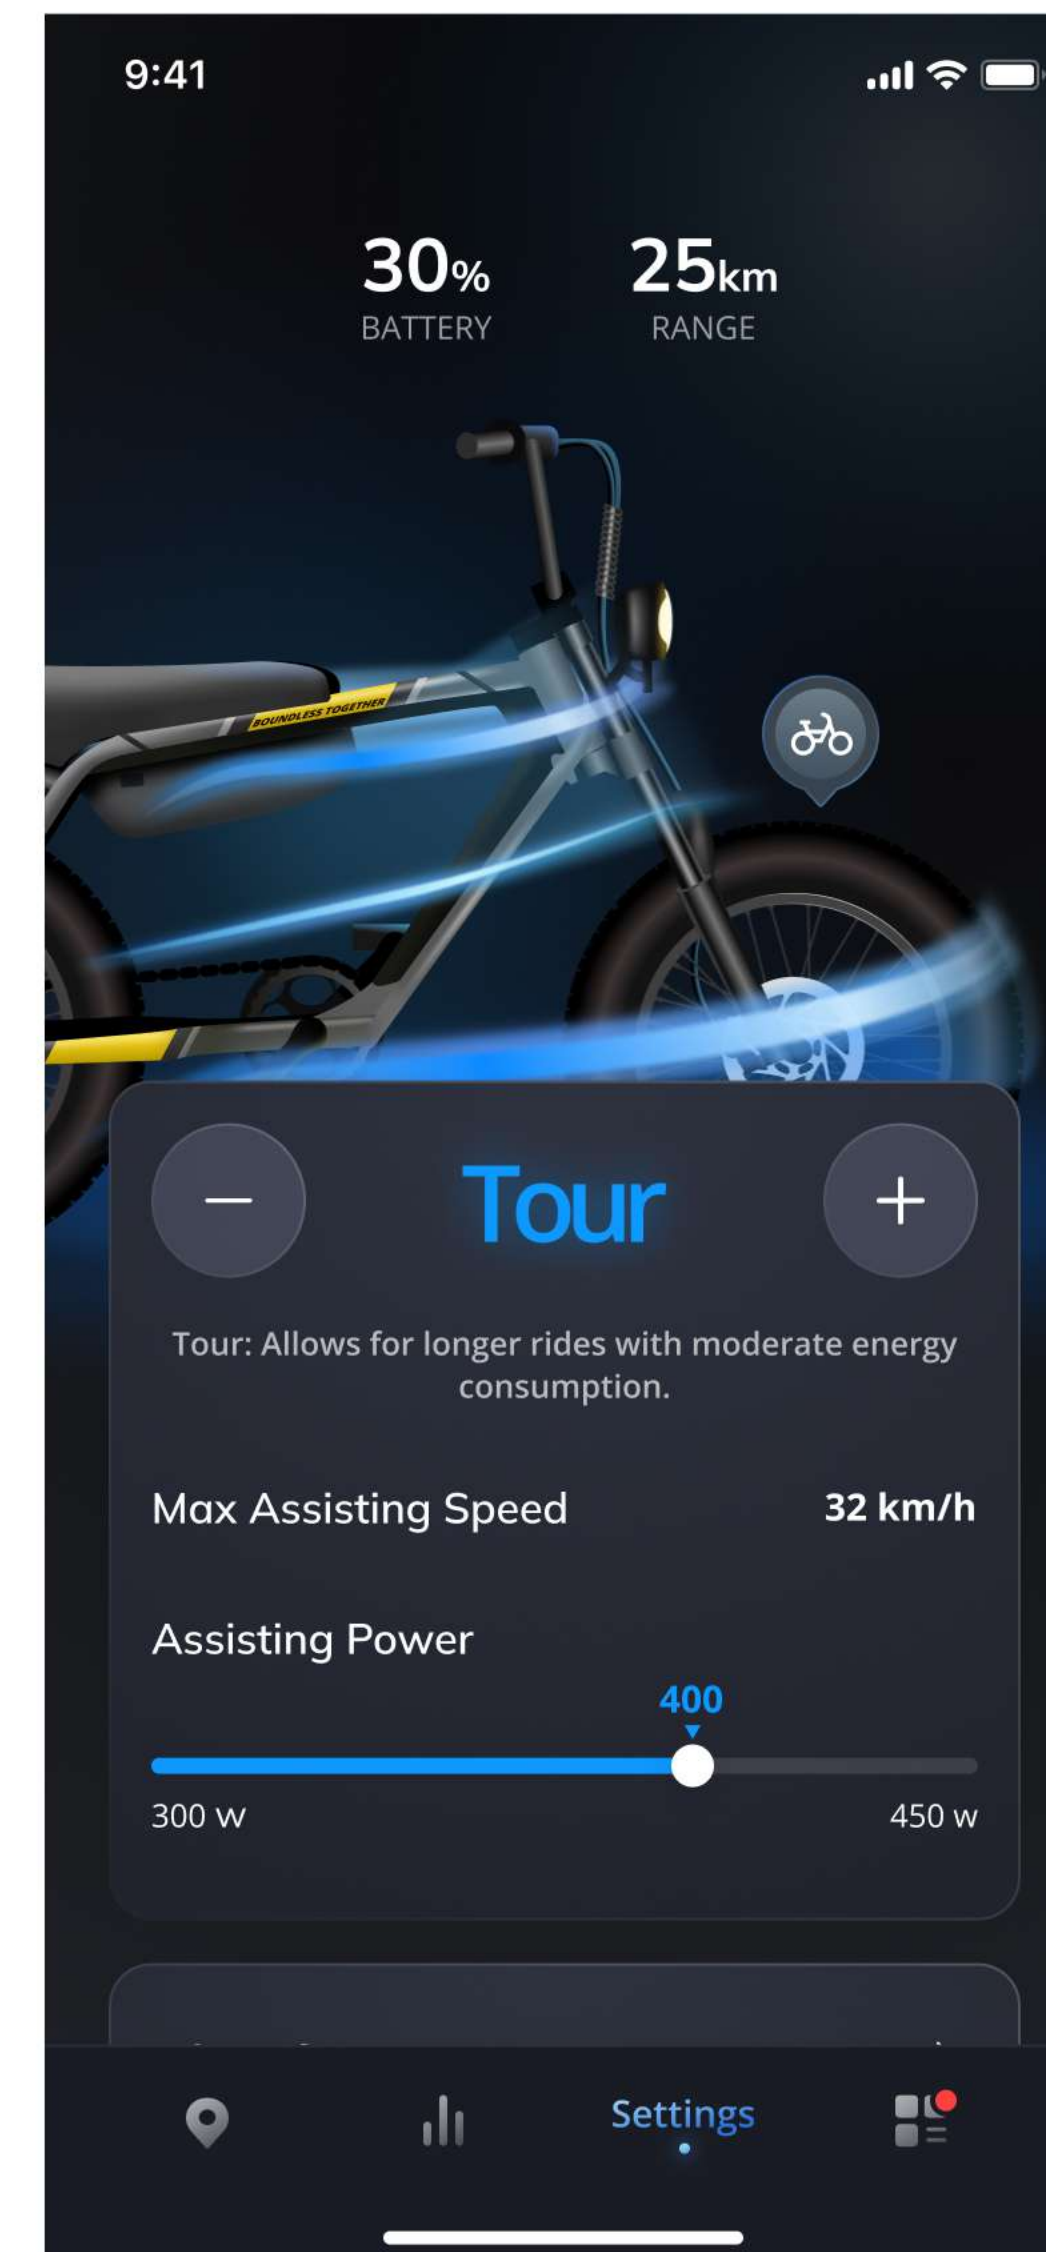 9:41
30% 25km
BATTERY RANGE
BOUNDLESS TOGETHER
Tour
Tour: Allows for longer rides with moderate energy
consumption.
Max Assisting Speed 32 km/h
Assisting Power
400
300 w 450 w
Settings